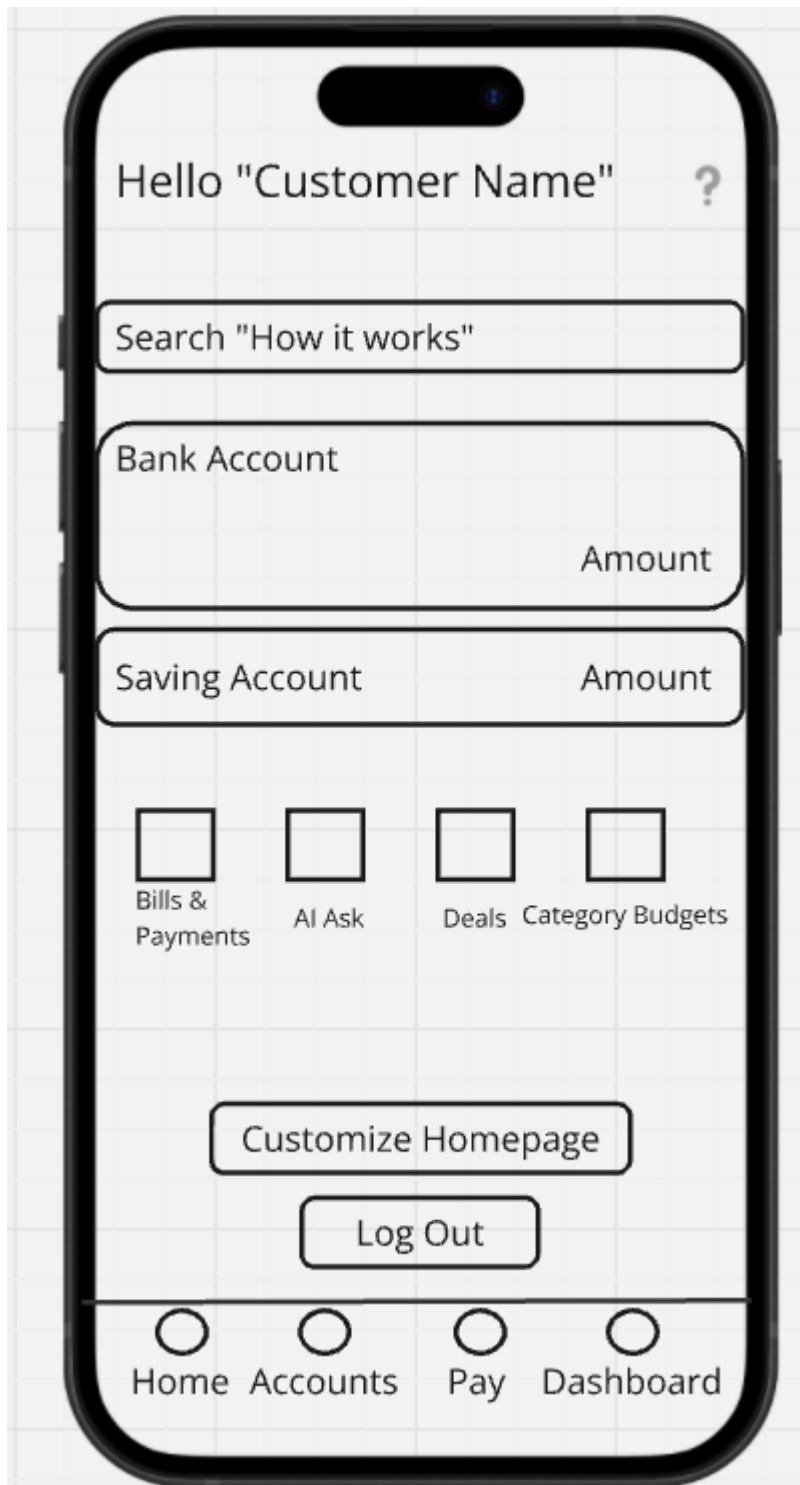 Hello "Customer Name" ?
Search "How it works"
Bank Account
Amount
Saving Account Amount
Bills &
Payments
AI Ask
Deals
Category Budgets
Customize Homepage
Log Out
Home Accounts Pay Dashboard